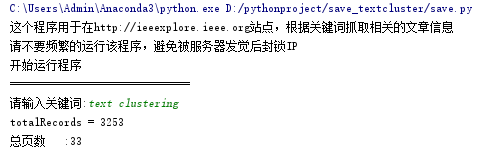 C:\Users\Admin\Anaconda3\python.exe D:/pythonproject/save_textcluster/save.py
这个程序用于在http://ieeexplore.ieee.org站点，根据关键词抓取相关的文章信息
请不要频繁的运行该程序，避免被服务器发觉后封锁IP
开始运行程序
==============================
请输入关键词:text clustering
totalRecords = 3253
总页数  :33